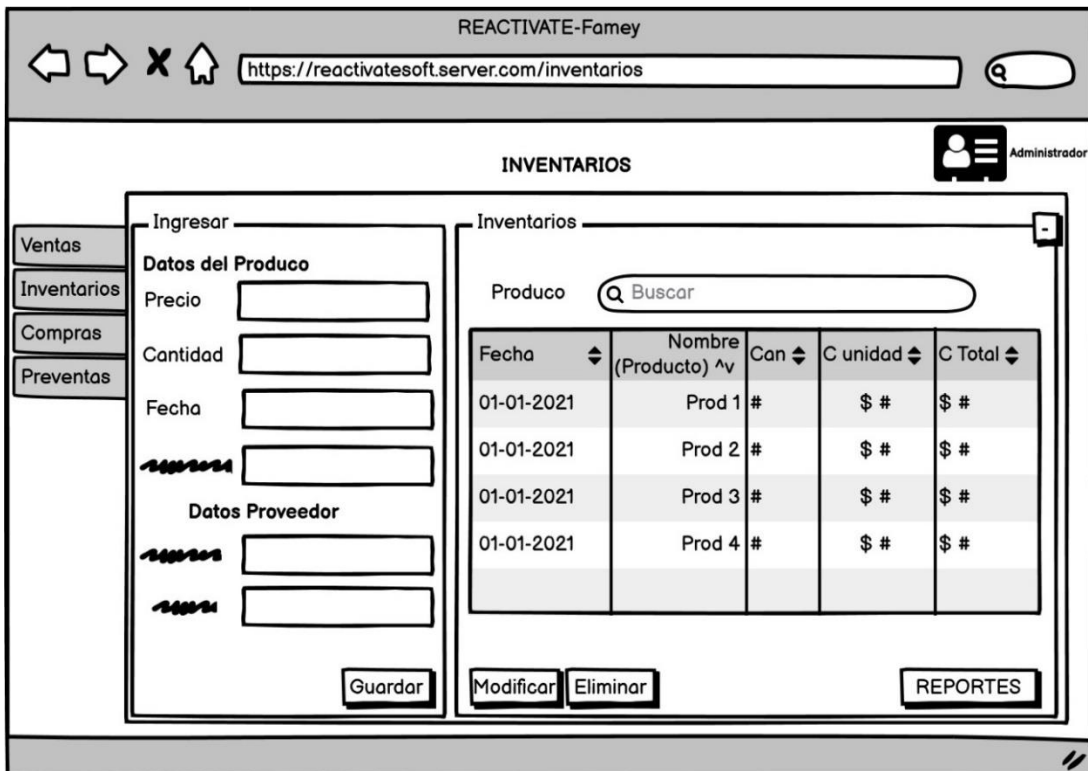 REACTIVATE-Famey
https://reactivatesoft.server.com/inventarios
INVENTARIOS
Administrador
Ventas
Inventarios
Compras
Preventas
Ingresar
Datos del Produco
Precio
Cantidad
Fecha
Datos Proveedor
Guardar
Inventarios
-
Produco
Buscar
Fecha Nombre (Producto) ^v Can C unidad C Total
01-01-2021 Prod 1 # $ # $ #
01-01-2021 Prod 2 # $ # $ #
01-01-2021 Prod 3 # $ # $ #
01-01-2021 Prod 4 # $ # $ #
Modificar Eliminar REPORTES